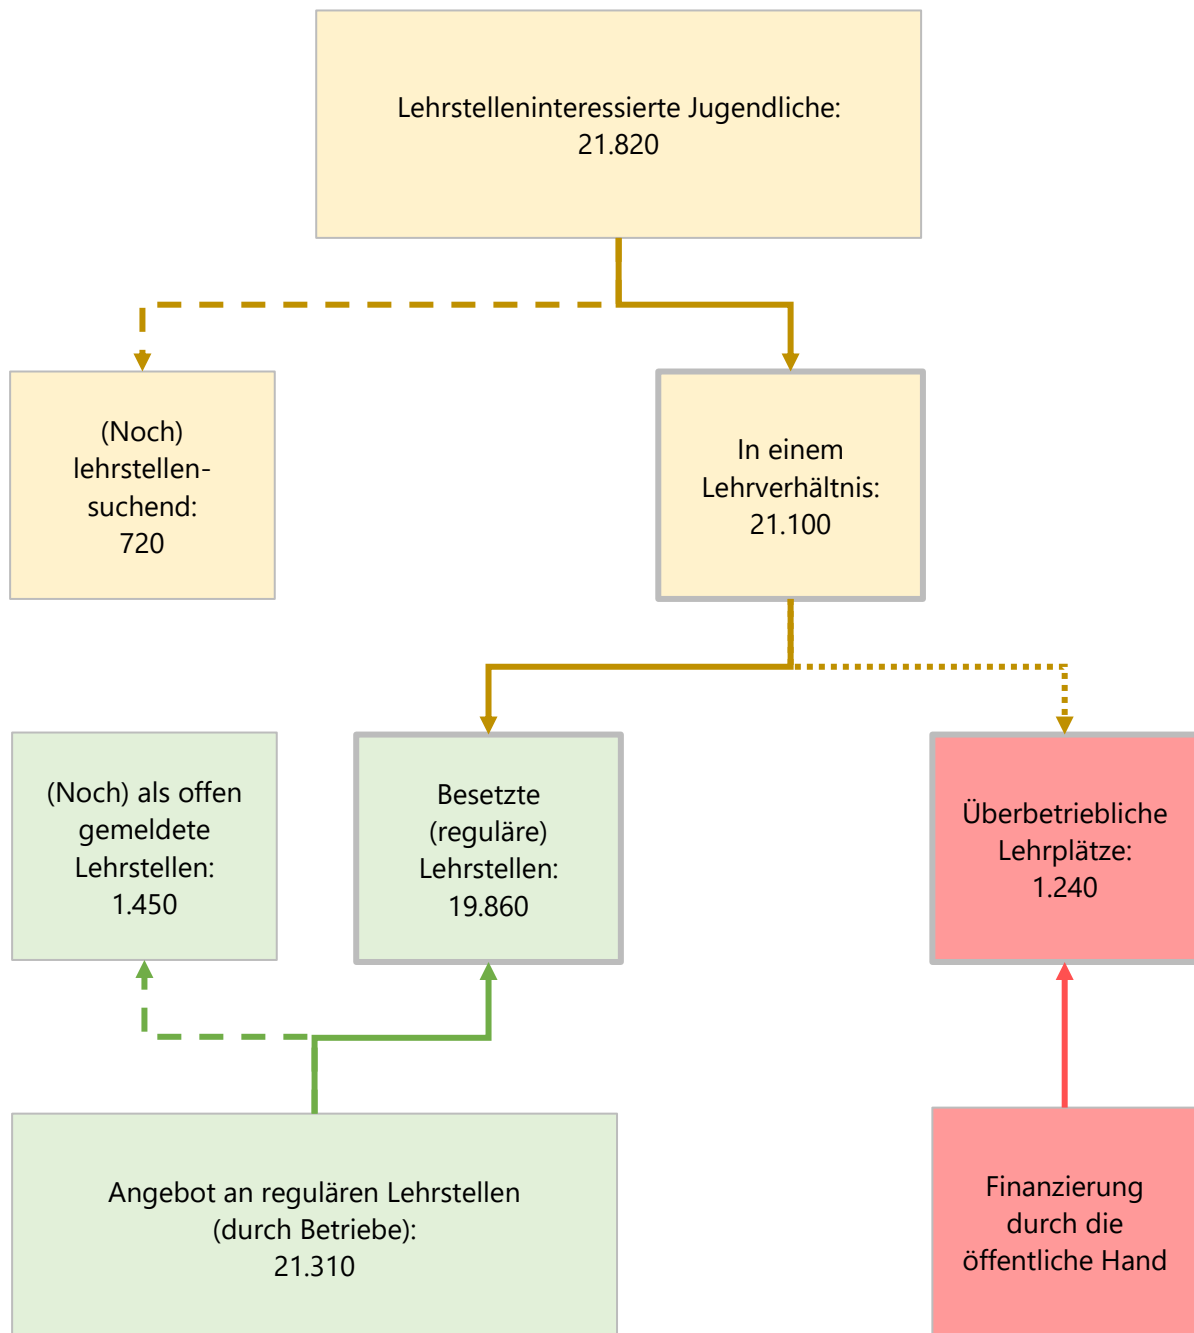 Lehrstelleninteressierte Jugendliche:
21.820
(Noch)
lehrstellen-
suchend:
720
In einem
Lehrverhältnis:
21.100
(Noch) als offen
gemeldete
Lehrstellen:
1.450
Besetzte
(reguläre)
Lehrstellen:
19.860
Überbetriebliche
Lehrplätze:
1.240
Angebot an regulären Lehrstellen
(durch Betriebe):
21.310
Finanzierung
durch die
öffentliche Hand